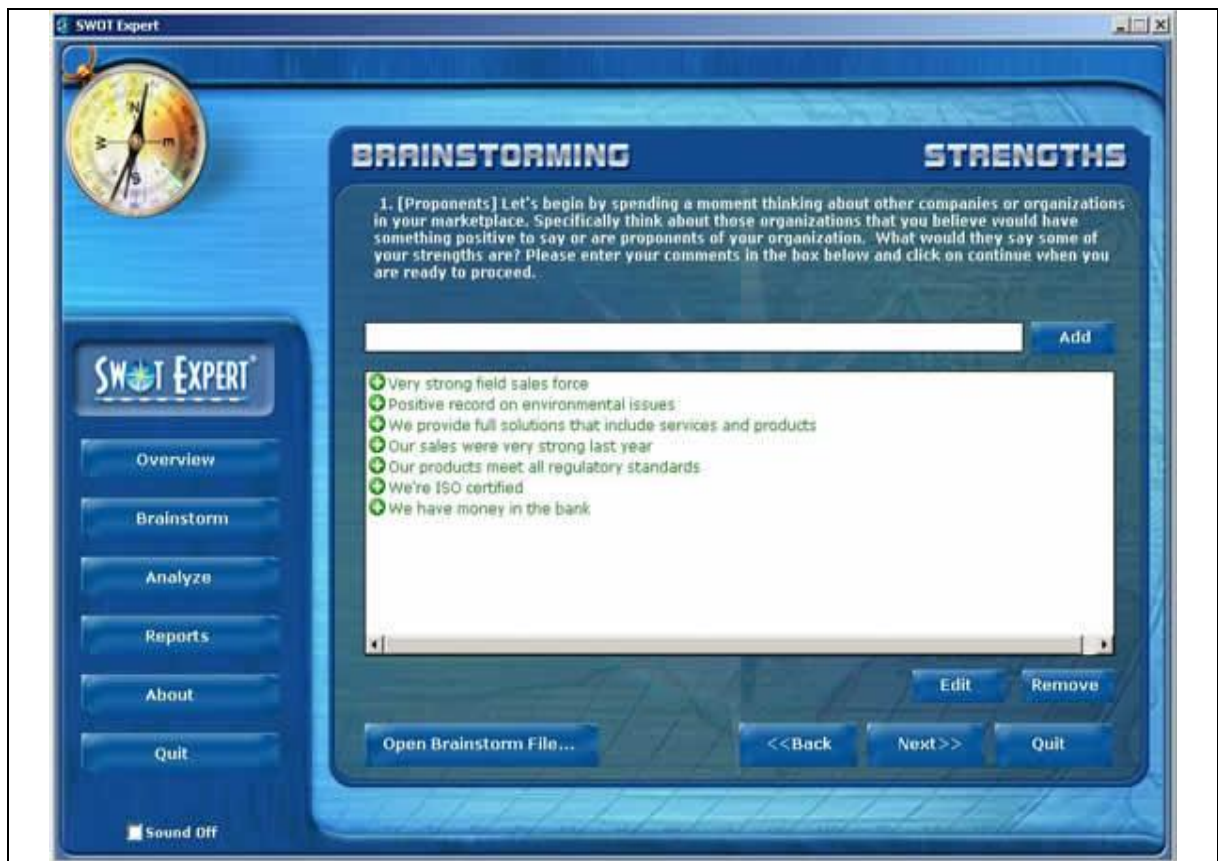 SWOT Expert
N
W
E
S
BRAINSTORMING STRENGTHS
1. [Proponents] Let's begin by spending a moment thinking about other companies or organizations
in your marketplace. Specifically think about those organizations that you believe would have
something positive to say or are proponents of your organization. What would they say some of
your strengths are? Please enter your comments in the box below and click on continue when you
are ready to proceed.
Add
SWOT EXPERT
Very strong field sales force
Positive record on environmental issues
We provide full solutions that include services and products
Our sales were very strong last year
Our products meet all regulatory standards
We're ISO certified
We have money in the bank
Overview
Brainstorm
Analyze
Reports
About
Quit
Edit Remove
Open Brainstorm File... <<Back Next>> Quit
Sound Off